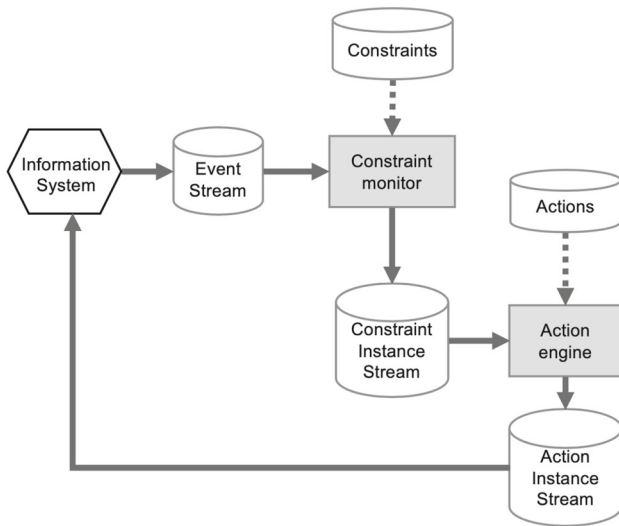 Constraints
Information
System
Event
Stream
Constraint
monitor
Actions
Constraint
Instance
Stream
Action
engine
Action
Instance
Stream